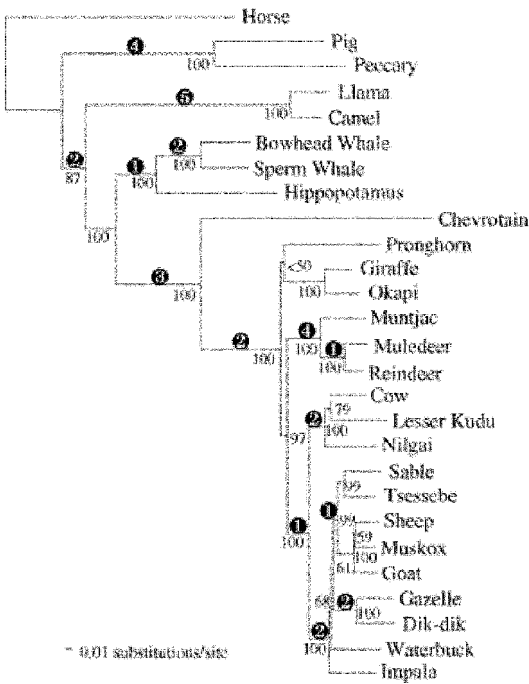 Horse
4 Pig
100 Peccary
5 Llama
100 Camel
2 Bowhead Whale
2 1 100 Sperm Whale
87 100 Hippopotamus
Chevrotain
100 Pronghorn
3 <50 Giraffe
100 100 Okapi
2 4 Muntjac
100 100 1 Muledeer
100 Reindeer
Cow
2 79 Lesser Kudu
97 100 Nilgai
Sable
99 Tsessebe
1 1 99 Sheep
100 59 Muskox
100
61 Goat
68 2 Gazelle
100 Dik-dik
2 Waterbuck
100 Impala
0.01 substitutions/site